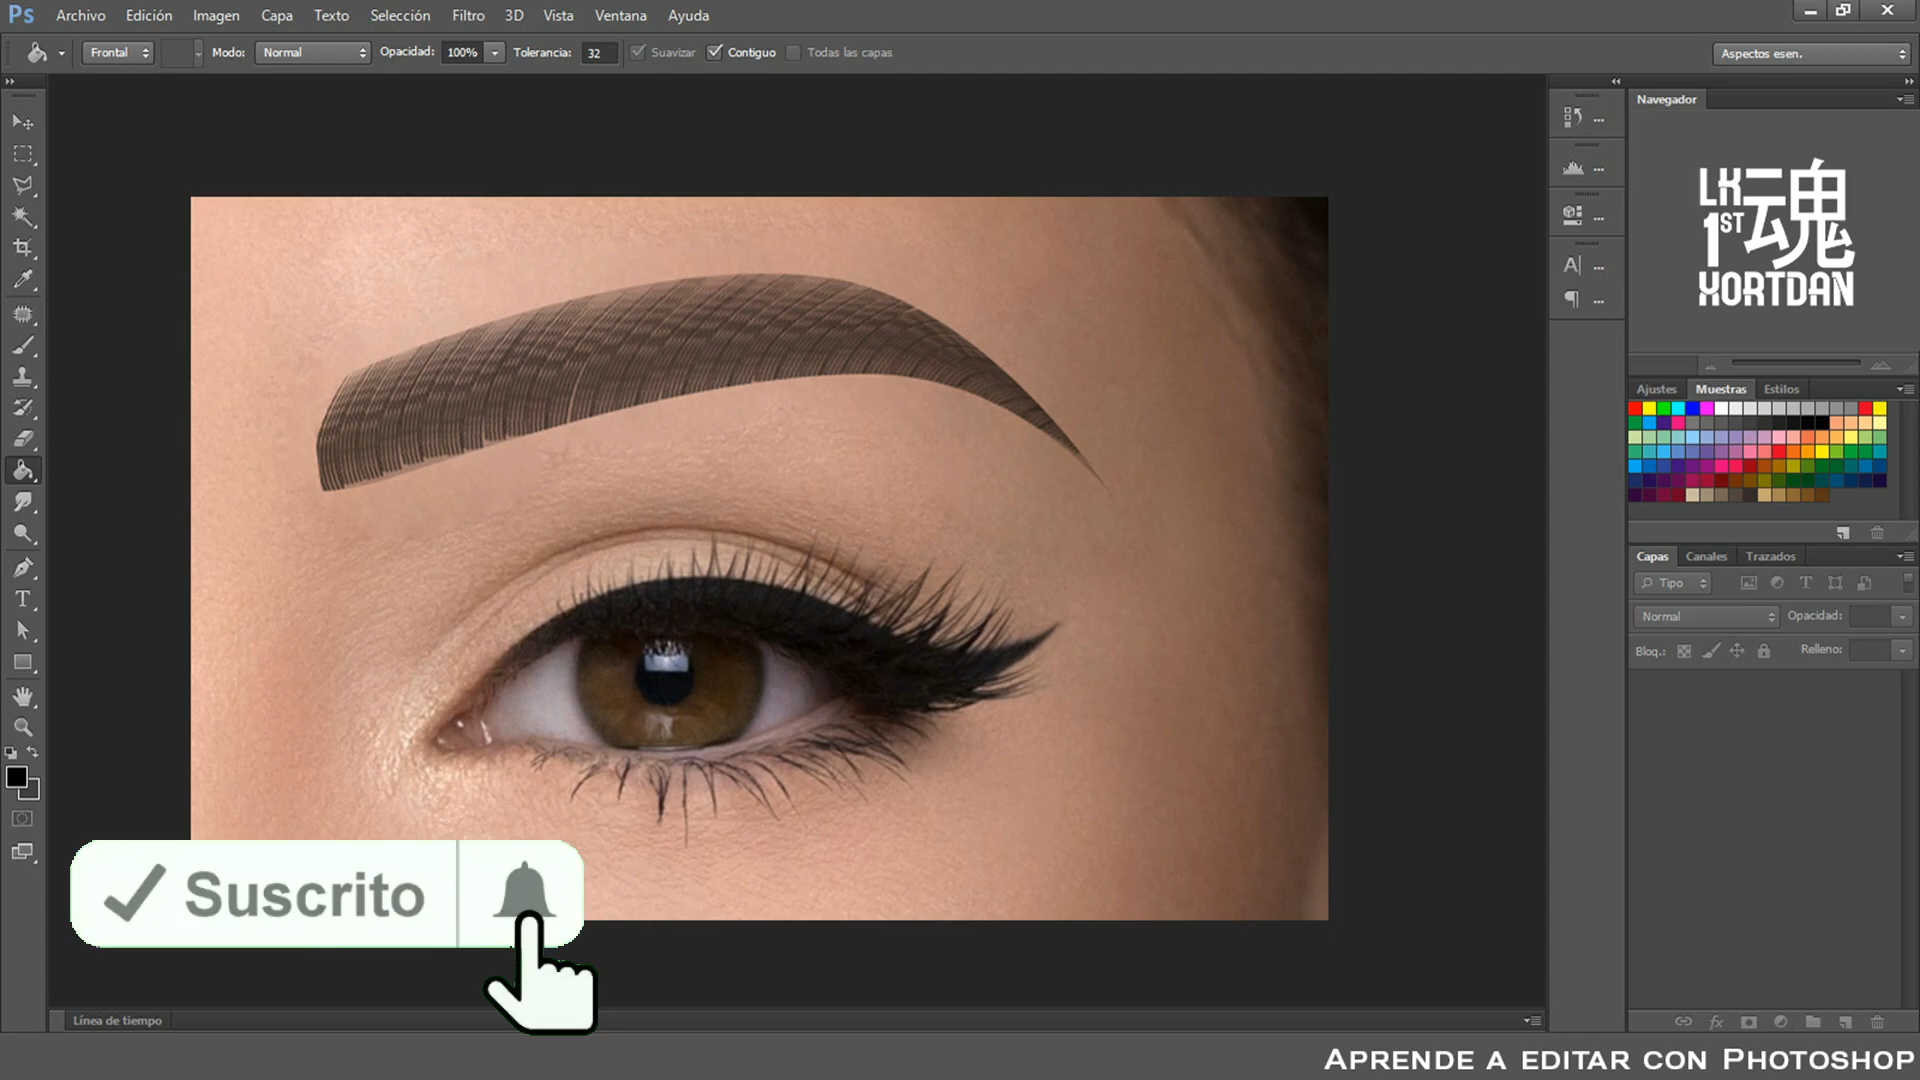 Ps Archivo Edición Imagen Capa Texto Selección Filtro 3D Vista Ventana Ayuda
Frontal Modo: Normal Opacidad: 100% Tolerancia: 32 Suavizar Contiguo Todas las capas Aspectos esen.
Navegador
LK
魂
1ST
XORTDAN
Ajustes Muestras Estilos
Capas Canales Trazados
Tipo
Normal Opacidad:
Bloq.: Relleno:
Suscrito
Línea de tiempo
APRENDE A EDITAR CON PHOTOSHOP